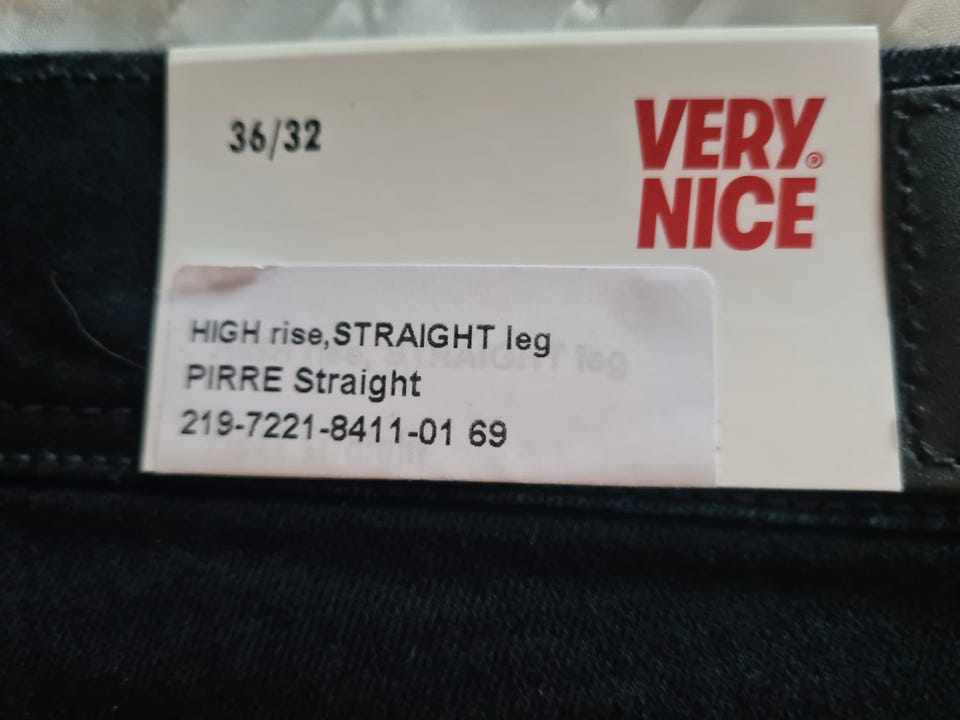 36/32
VERY®
NICE
HIGH rise,STRAIGHT leg
PIRRE Straight
219-7221-8411-01 69